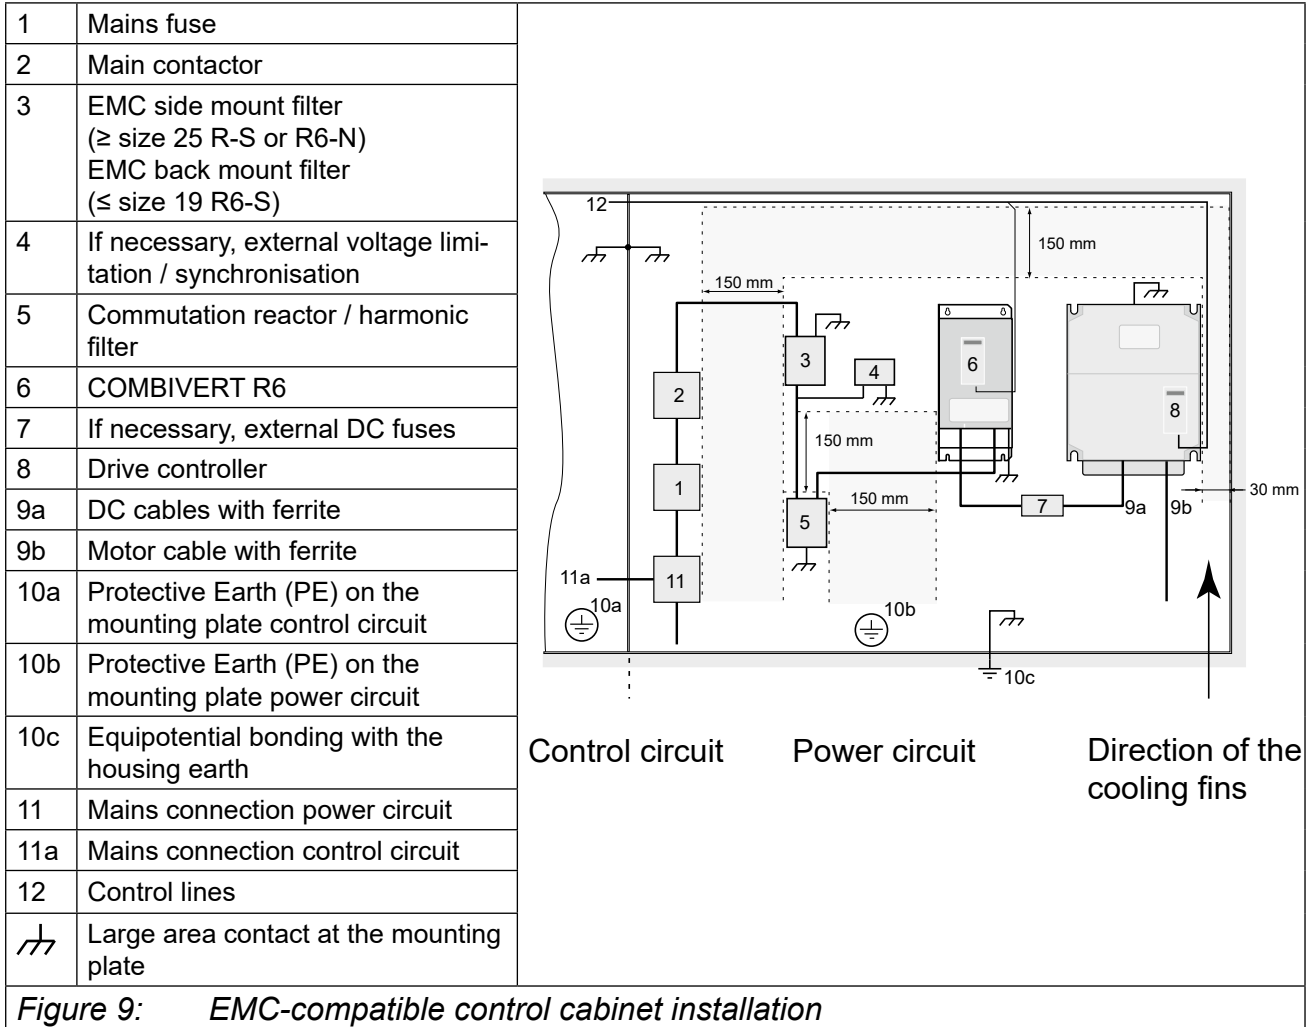 1 Mains fuse
2 Main contactor
3 EMC side mount filter
(≥ size 25 R-S or R6-N)
EMC back mount filter
(≤ size 19 R6-S)
4 If necessary, external voltage limi-
tation / synchronisation
5 Commutation reactor / harmonic
filter
6 COMBIVERT R6
7 If necessary, external DC fuses
8 Drive controller
9a DC cables with ferrite
9b Motor cable with ferrite
10a Protective Earth (PE) on the
mounting plate control circuit
10b Protective Earth (PE) on the
mounting plate power circuit
10c Equipotential bonding with the
housing earth
11 Mains connection power circuit
11a Mains connection control circuit
12 Control lines
Large area contact at the mounting
plate
12
150 mm
150 mm
3
4
6
2
8
150 mm
1
150 mm
30 mm
5
7
9a
9b
11a
11
10a
10b
10c
Control circuit
Power circuit
Direction of the
cooling fins
Figure 9: EMC-compatible control cabinet installation